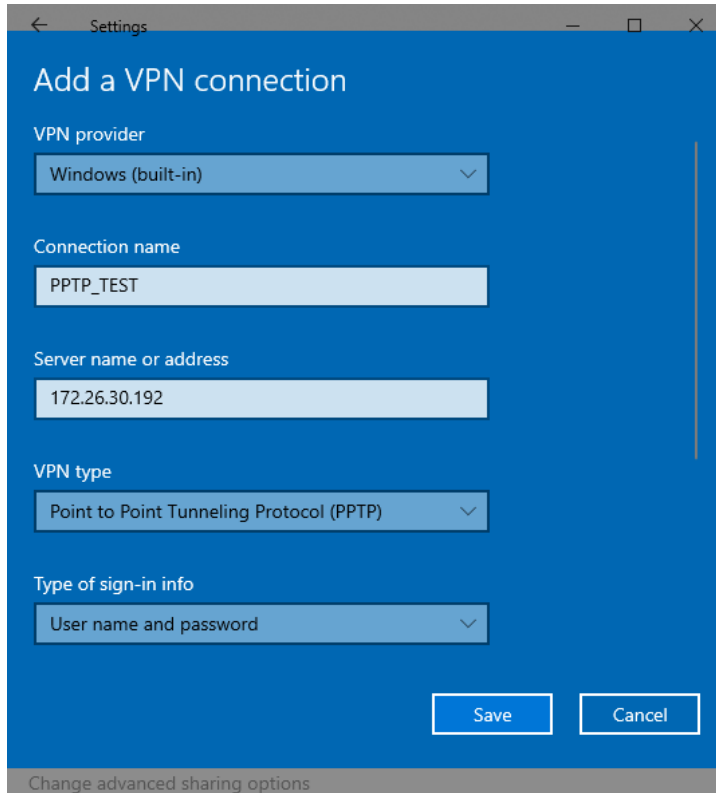 Settings
Add a VPN connection
VPN provider
Windows (built-in)
Connection name
PPTP_TEST
Server name or address
172.26.30.192
VPN type
Point to Point Tunneling Protocol (PPTP)
Type of sign-in info
User name and password
Save Cancel
Change advanced sharing options